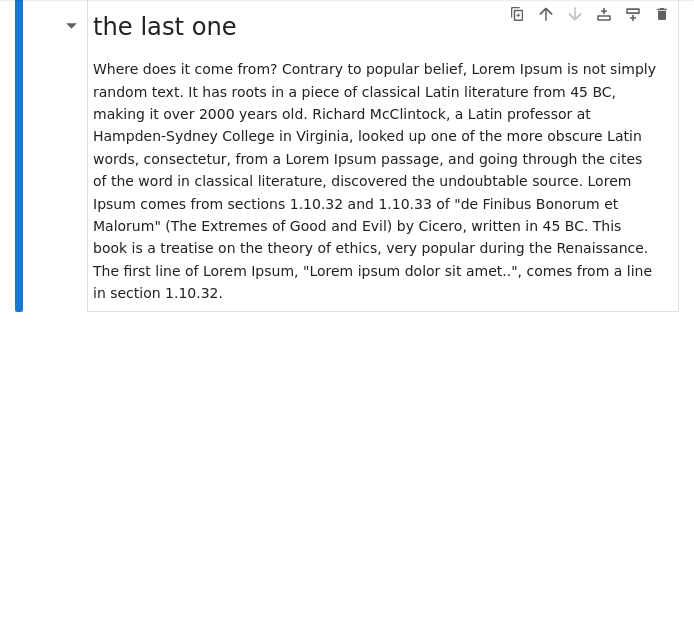 the last one
Where does it come from? Contrary to popular belief, Lorem Ipsum is not simply
random text. It has roots in a piece of classical Latin literature from 45 BC,
making it over 2000 years old. Richard McClintock, a Latin professor at
Hampden-Sydney College in Virginia, looked up one of the more obscure Latin
words, consectetur, from a Lorem Ipsum passage, and going through the cites
of the word in classical literature, discovered the undoubtable source. Lorem
Ipsum comes from sections 1.10.32 and 1.10.33 of "de Finibus Bonorum et
Malorum" (The Extremes of Good and Evil) by Cicero, written in 45 BC. This
book is a treatise on the theory of ethics, very popular during the Renaissance.
The first line of Lorem Ipsum, "Lorem ipsum dolor sit amet..", comes from a line
in section 1.10.32.